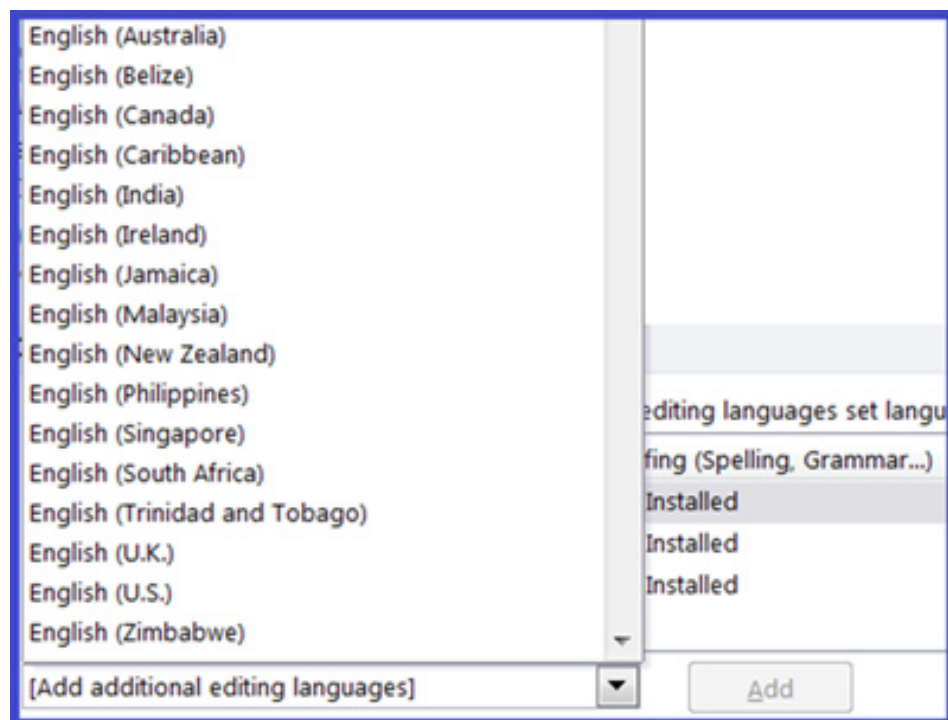 English (Australia)
English (Belize)
English (Canada)
English (Caribbean)
English (India)
English (Ireland)
English (Jamaica)
English (Malaysia)
English (New Zealand)
English (Philippines)
English (Singapore)
English (South Africa)
English (Trinidad and Tobago)
English (U.K.)
English (U.S.)
English (Zimbabwe)
[Add additional editing languages]
editing languages set langu
fing (Spelling, Grammar...)
Installed
Installed
Installed
Add